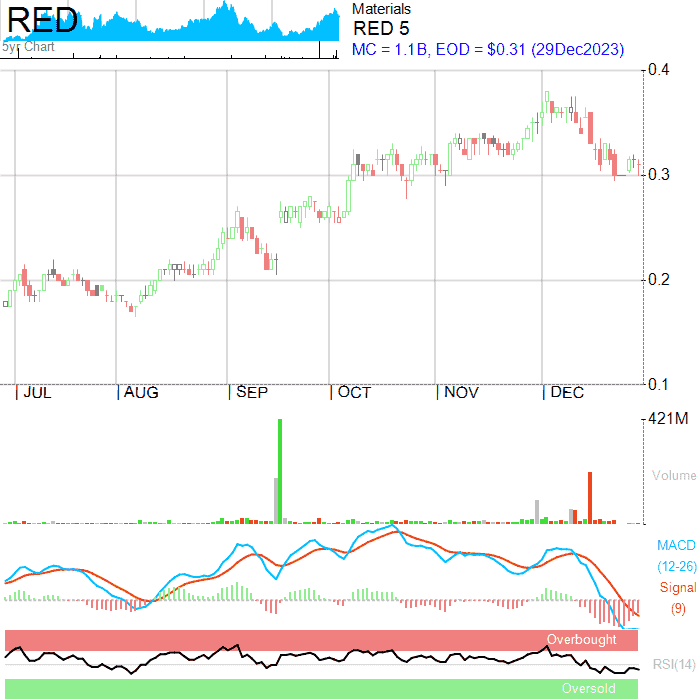 RED
5yr Chart
Materials
RED 5
MC = 1.1B, EOD = $0.31 (29Dec2023)
0.4
0.3
0.2
0.1
JUL AUG SEP OCT NOV DEC
421M
Volume
MACD
(12-26)
Signal
(9)
Overbought
RSI(14)
Oversold